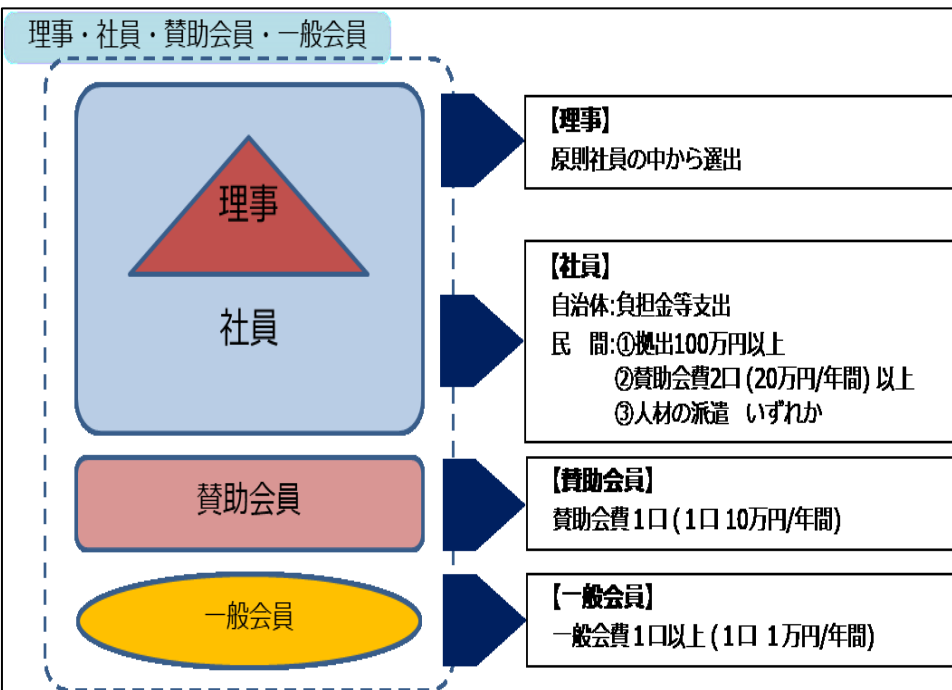 理事・社員・賛助会員・一般会員
理事
社員
賛助会員
一般会員
【理事】
原則社員の中から選出
【社員】
自治体:負担金等支出
民　間:①拠出100万円以上
②賛助会費2口 (20万円/年間) 以上
③人材の派遣　いずれか
【賛助会員】
賛助会費1口 (1口 10万円/年間)
【一般会員】
一般会費1口以上 (1口 1万円/年間)